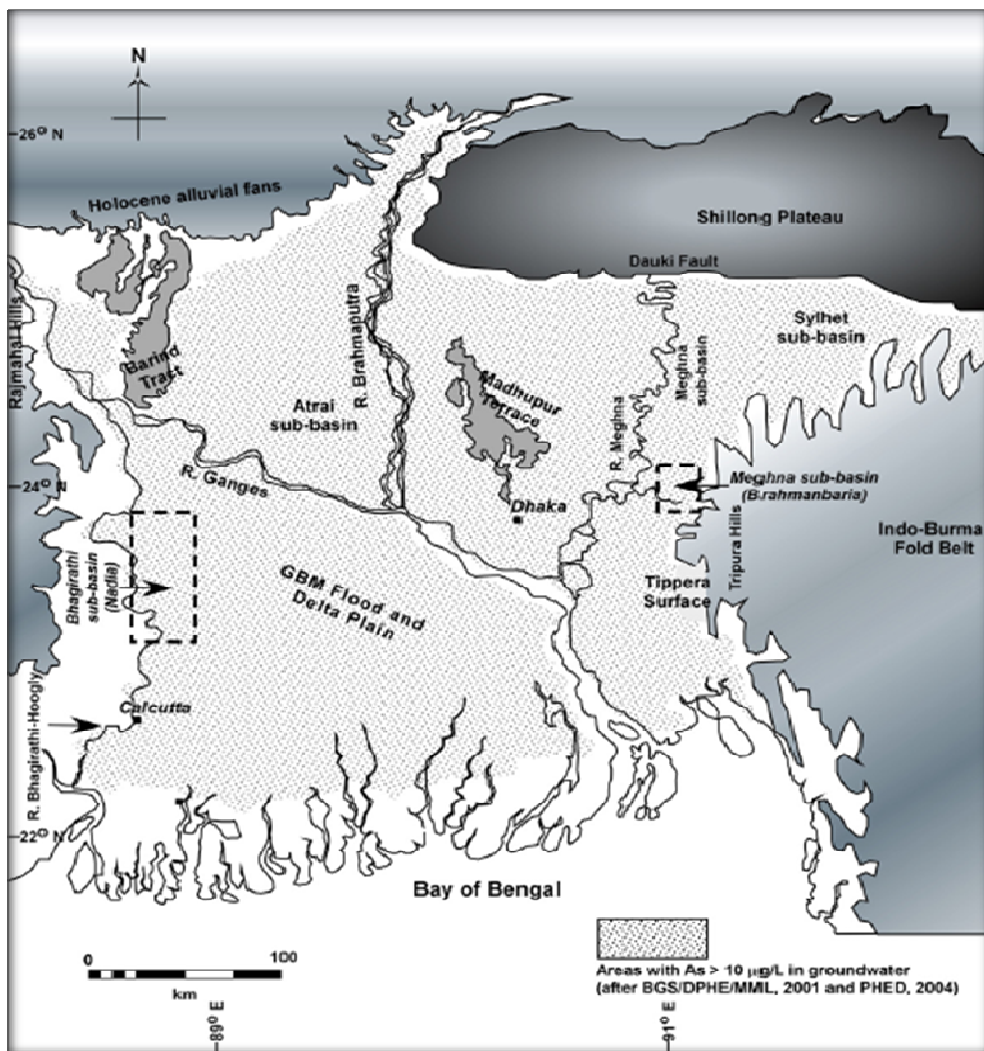 N
26° N
Holocene alluvial fans
Shillong Plateau
Dauki Fault
Rajmahal Hills
Barind
Tract
R. Brahmaputra
Sylhet
sub-basin
Meghna
sub-basin
Madhupur
Terrace
Atrai
sub-basin
R. Meghna
R. Ganges
24° N
Meghna sub-basin
(Brahmanbaria)
Dhaka
Indo-Burma
Fold Belt
Tripura Hills
Bhagirathi
sub-basin
(Nadia)
GBM Flood and
Delta Plain
Tippera
Surface
Calcutta
R. Bhagirathi-Hoogly
22° N
Bay of Bengal
0 100
km
Areas with As > 10 µg/L in groundwater
(after BGS/DPHE/MMIL, 2001 and PHED, 2004)
89° E
91° E